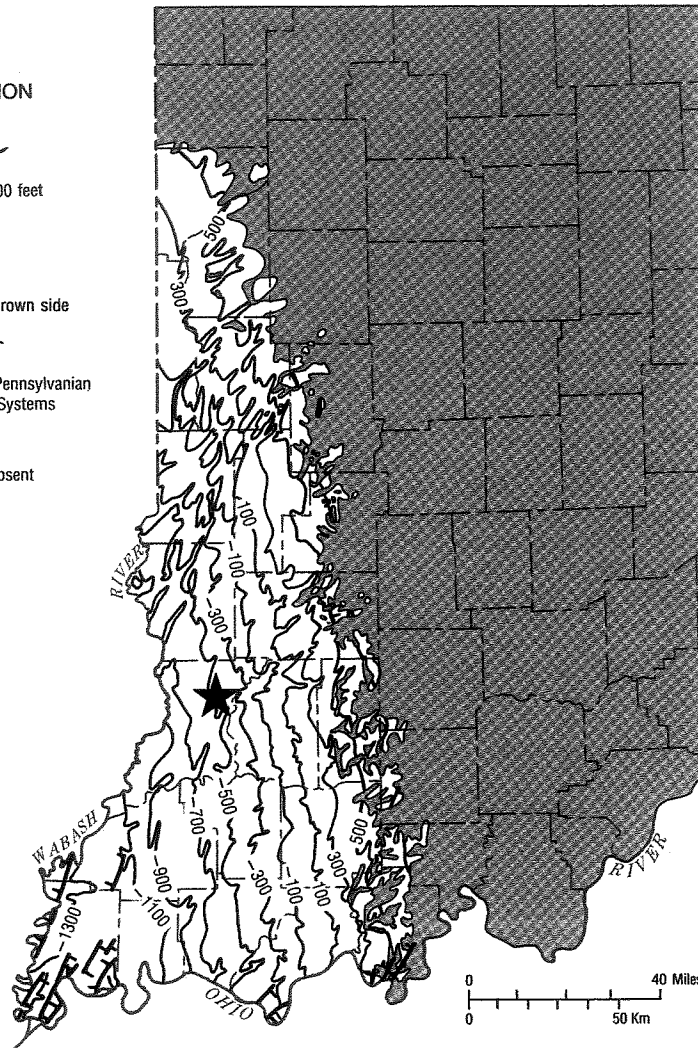 ION
00 feet
rown side
Pennsylvanian
Systems
bsent
500
300
100
-100
-300
RIVER
WABASH
-500
-700
-900
-1100
-1300
-300
-100
100
300
500
OHIO
RIVER
0 40 Miles
0 50 Km